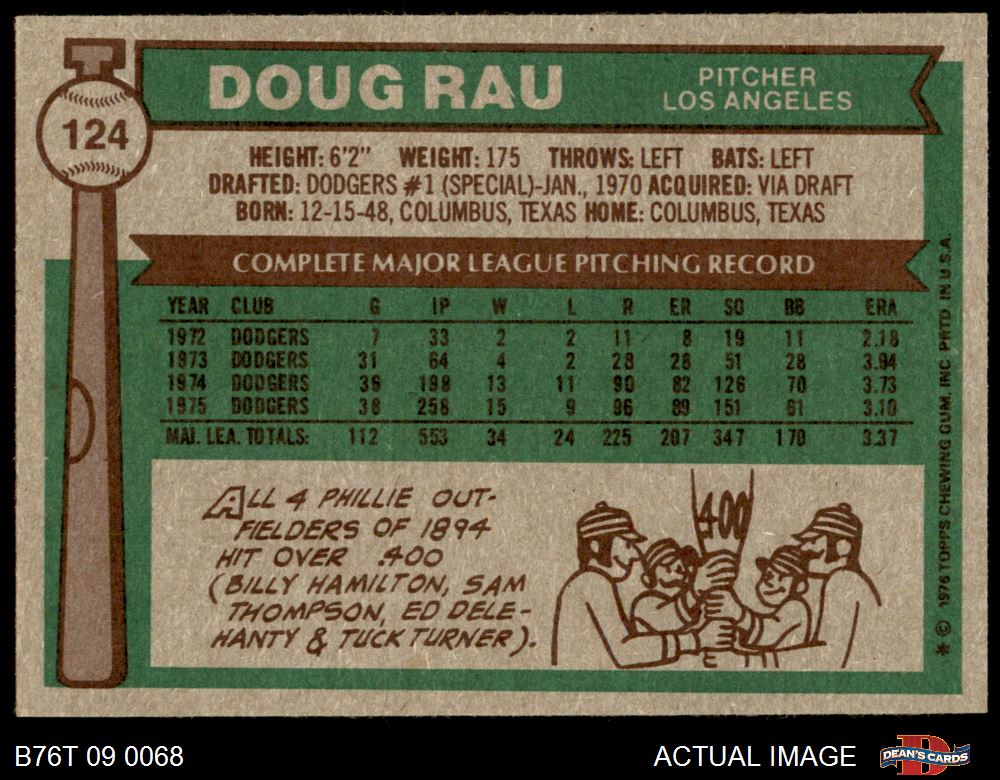 124
DOUG RAU
PITCHER
LOS ANGELES
HEIGHT: 6'2" WEIGHT: 175 THROWS: LEFT BATS: LEFT
DRAFTED: DODGERS #1 (SPECIAL)-JAN., 1970 ACQUIRED: VIA DRAFT
BORN: 12-15-48, COLUMBUS, TEXAS HOME: COLUMBUS, TEXAS
COMPLETE MAJOR LEAGUE PITCHING RECORD
YEAR CLUB G IP W L R ER SO BB ERA
1972 DODGERS 7 33 2 2 11 8 19 11 2.18
1973 DODGERS 31 64 4 2 28 28 51 28 3.94
1974 DODGERS 36 198 13 11 90 82 126 70 3.73
1975 DODGERS 38 258 15 9 96 89 151 61 3.10
MAJ. LEA. TOTALS: 112 553 34 24 225 207 347 170 3.37
ALL 4 PHILLIE OUT-
FIELDERS OF 1894
HIT OVER .400
(BILLY HAMILTON, SAM
THOMPSON, ED DELE-
HANTY & TUCK TURNER).
.400
* © 1976 TOPPS CHEWING GUM, INC. PRTD. IN U.S.A.
B76T 09 0068
ACTUAL IMAGE
D
DEAN'S CARDS